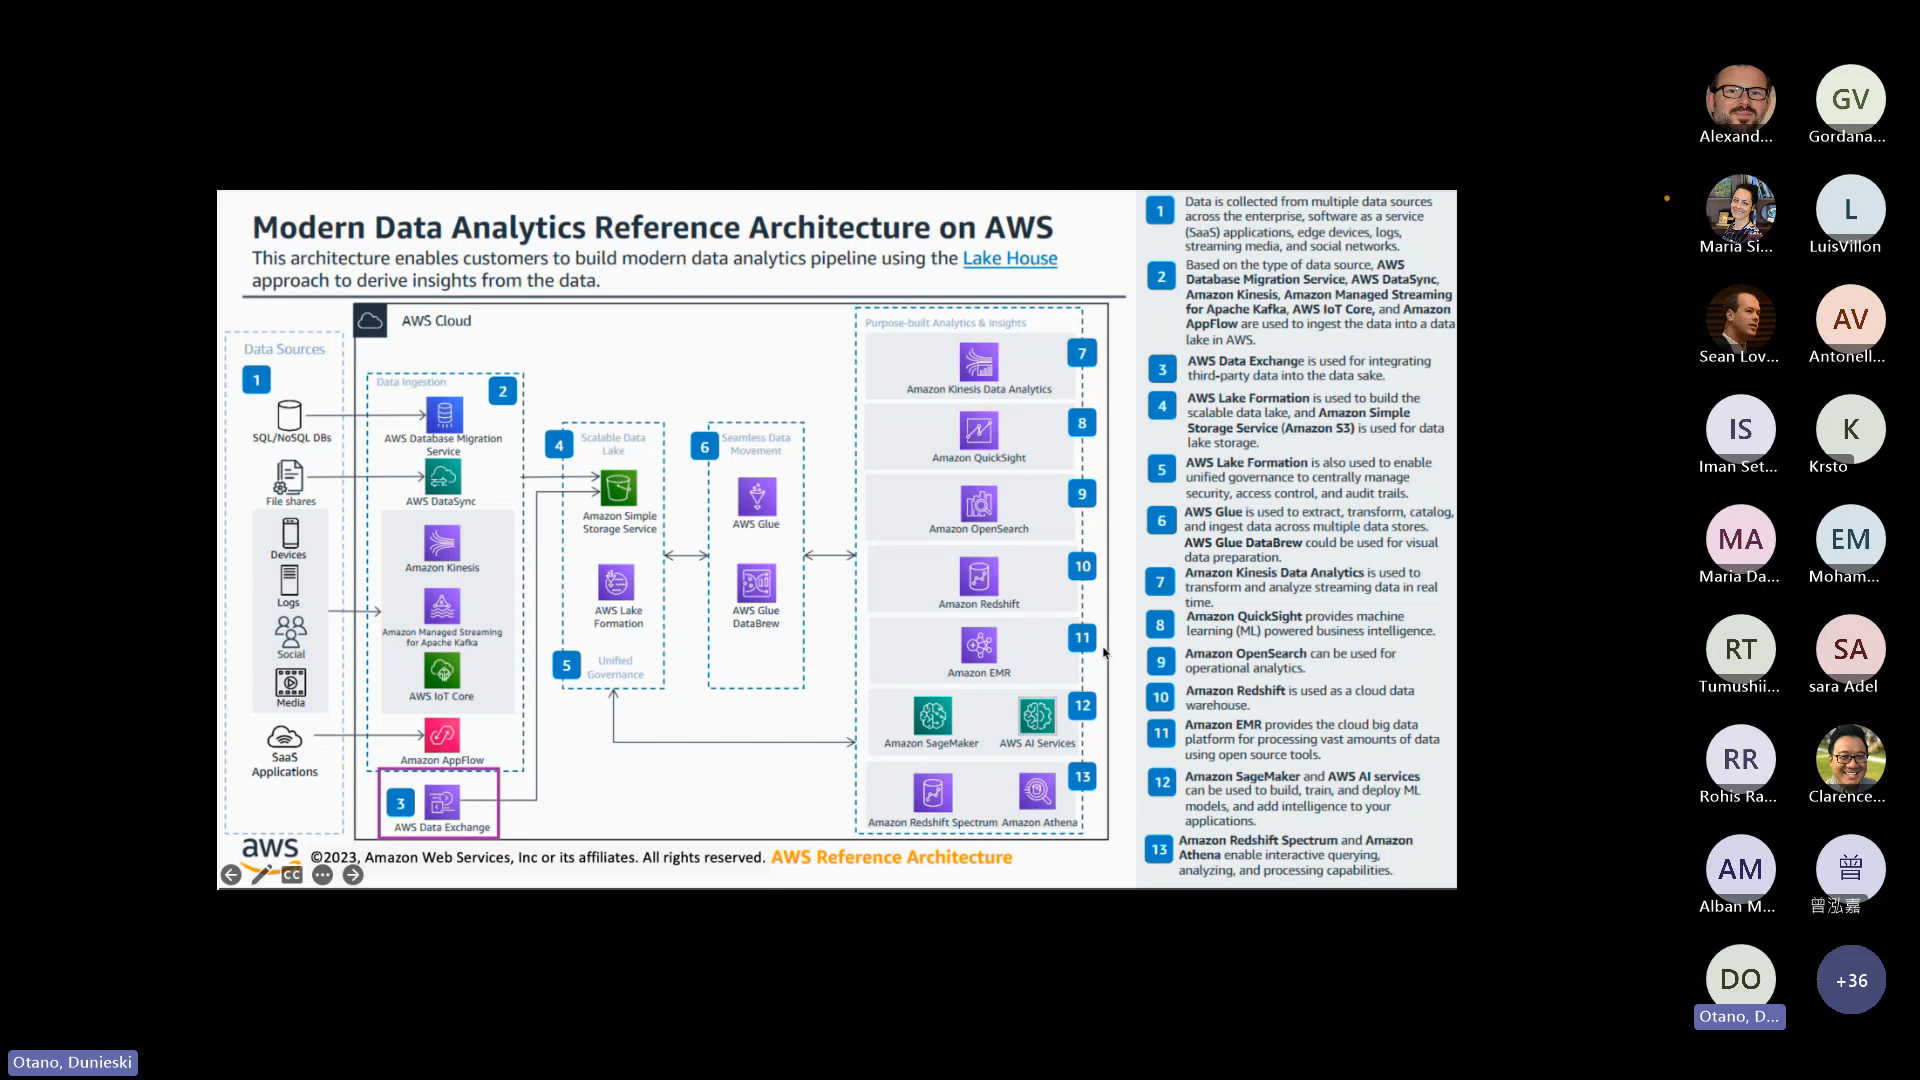 Modern Data Analytics Reference Architecture on AWS
This architecture enables customers to build modern data analytics pipeline using the Lake House
approach to derive insights from the data.
AWS Cloud
Data Sources
1
SQL/NoSQL DBs
File shares
Devices
Logs
Social
Media
SaaS
Applications
Data Ingestion
2
AWS Database Migration
Service
AWS DataSync
Amazon Kinesis
Amazon Managed Streaming
for Apache Kafka
AWS IoT Core
Amazon AppFlow
3
AWS Data Exchange
4
Scalable Data
Lake
Amazon Simple
Storage Service
AWS Lake
Formation
5
Unified
Governance
6
Seamless Data
Movement
AWS Glue
AWS Glue
DataBrew
Purpose-built Analytics & Insights
7
Amazon Kinesis Data Analytics
8
Amazon QuickSight
9
Amazon OpenSearch
10
Amazon Redshift
11
Amazon EMR
12
Amazon SageMaker
AWS AI Services
13
Amazon Redshift Spectrum
Amazon Athena
aws
©2023, Amazon Web Services, Inc or its affiliates. All rights reserved.
AWS Reference Architecture
CC
1
Data is collected from multiple data sources
across the enterprise, software as a service
(SaaS) applications, edge devices, logs,
streaming media, and social networks.
2
Based on the type of data source, AWS
Database Migration Service, AWS DataSync,
Amazon Kinesis, Amazon Managed Streaming
for Apache Kafka, AWS IoT Core, and Amazon
AppFlow are used to ingest the data into a data
lake in AWS.
3
AWS Data Exchange is used for integrating
third-party data into the data sake.
4
AWS Lake Formation is used to build the
scalable data lake, and Amazon Simple
Storage Service (Amazon S3) is used for data
lake storage.
5
AWS Lake Formation is also used to enable
unified governance to centrally manage
security, access control, and audit trails.
6
AWS Glue is used to extract, transform, catalog,
and ingest data across multiple data stores.
AWS Glue DataBrew could be used for visual
data preparation.
7
Amazon Kinesis Data Analytics is used to
transform and analyze streaming data in real
time.
8
Amazon QuickSight provides machine
learning (ML) powered business intelligence.
9
Amazon OpenSearch can be used for
operational analytics.
10
Amazon Redshift is used as a cloud data
warehouse.
11
Amazon EMR provides the cloud big data
platform for processing vast amounts of data
using open source tools.
12
Amazon SageMaker and AWS AI services
can be used to build, train, and deploy ML
models, and add intelligence to your
applications.
13
Amazon Redshift Spectrum and Amazon
Athena enable interactive querying,
analyzing, and processing capabilities.
Alexand...
GV
Gordana...
Maria Si...
L
LuisVillon
Sean Lov...
AV
Antonell...
IS
Iman Set...
K
Krsto
MA
Maria Da...
EM
Moham...
RT
Tumushii...
SA
sara Adel
RR
Rohis Ra...
Clarence...
AM
Alban M...
曾
曾泓嘉
DO
Otano, D...
+36
Otano, Dunieski